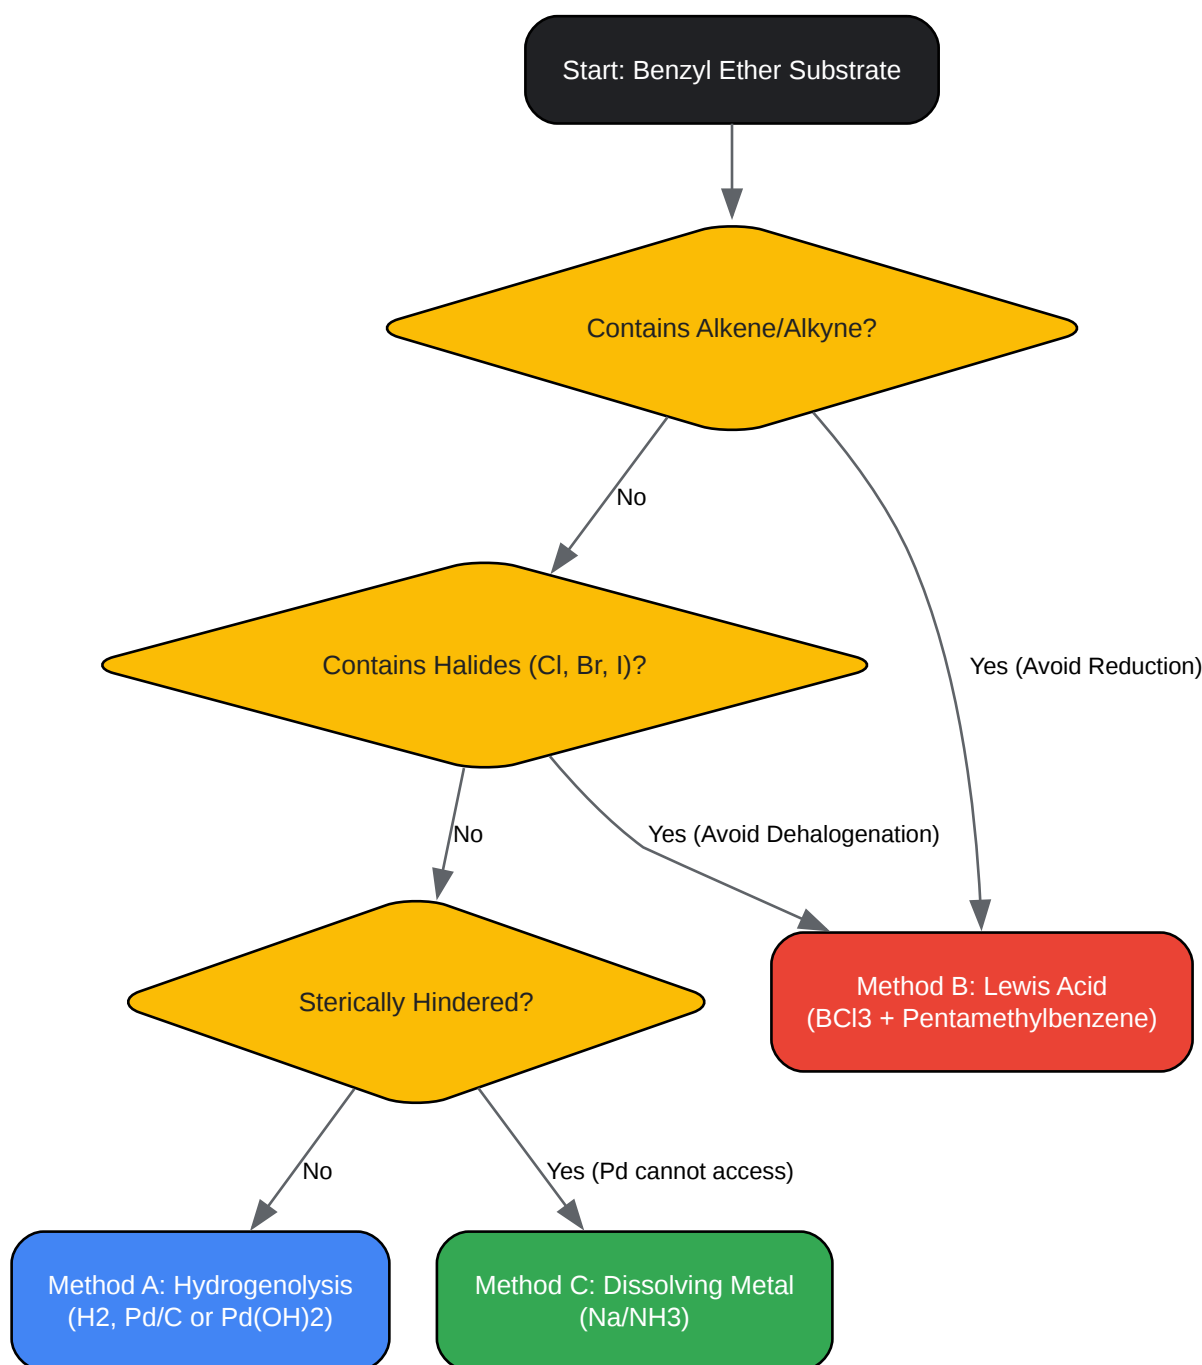 Start: Benzyl Ether Substrate
Contains Alkene/Alkyne?
No
Contains Halides (Cl, Br, I)?
Yes (Avoid Reduction)
No
Yes (Avoid Dehalogenation)
Sterically Hindered?
Method B: Lewis Acid
(BCl3 + Pentamethylbenzene)
No
Yes (Pd cannot access)
Method A: Hydrogenolysis
(H2, Pd/C or Pd(OH)2)
Method C: Dissolving Metal
(Na/NH3)